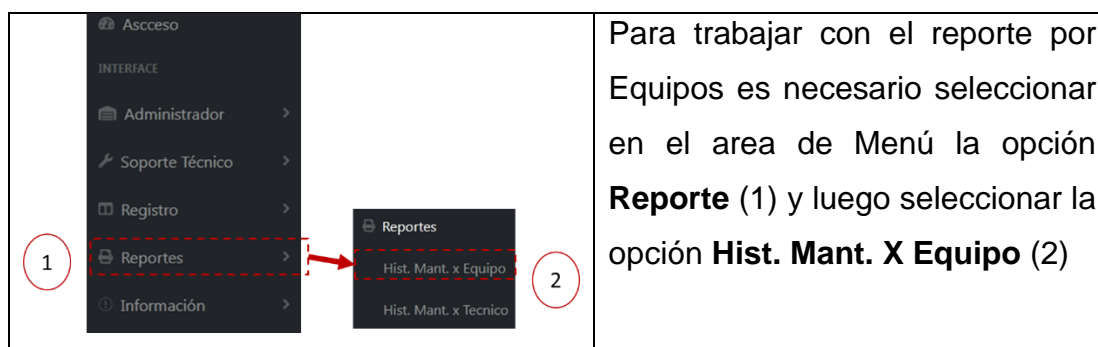 Ascceso
INTERFACE
Administrador
Soporte Técnico
Registro
Reportes
Información
1
Reportes
Hist. Mant. x Equipo
Hist. Mant. x Tecnico
2
Para trabajar con el reporte por
Equipos es necesario seleccionar
en el area de Menú la opción
Reporte (1) y luego seleccionar la
opción Hist. Mant. X Equipo (2)